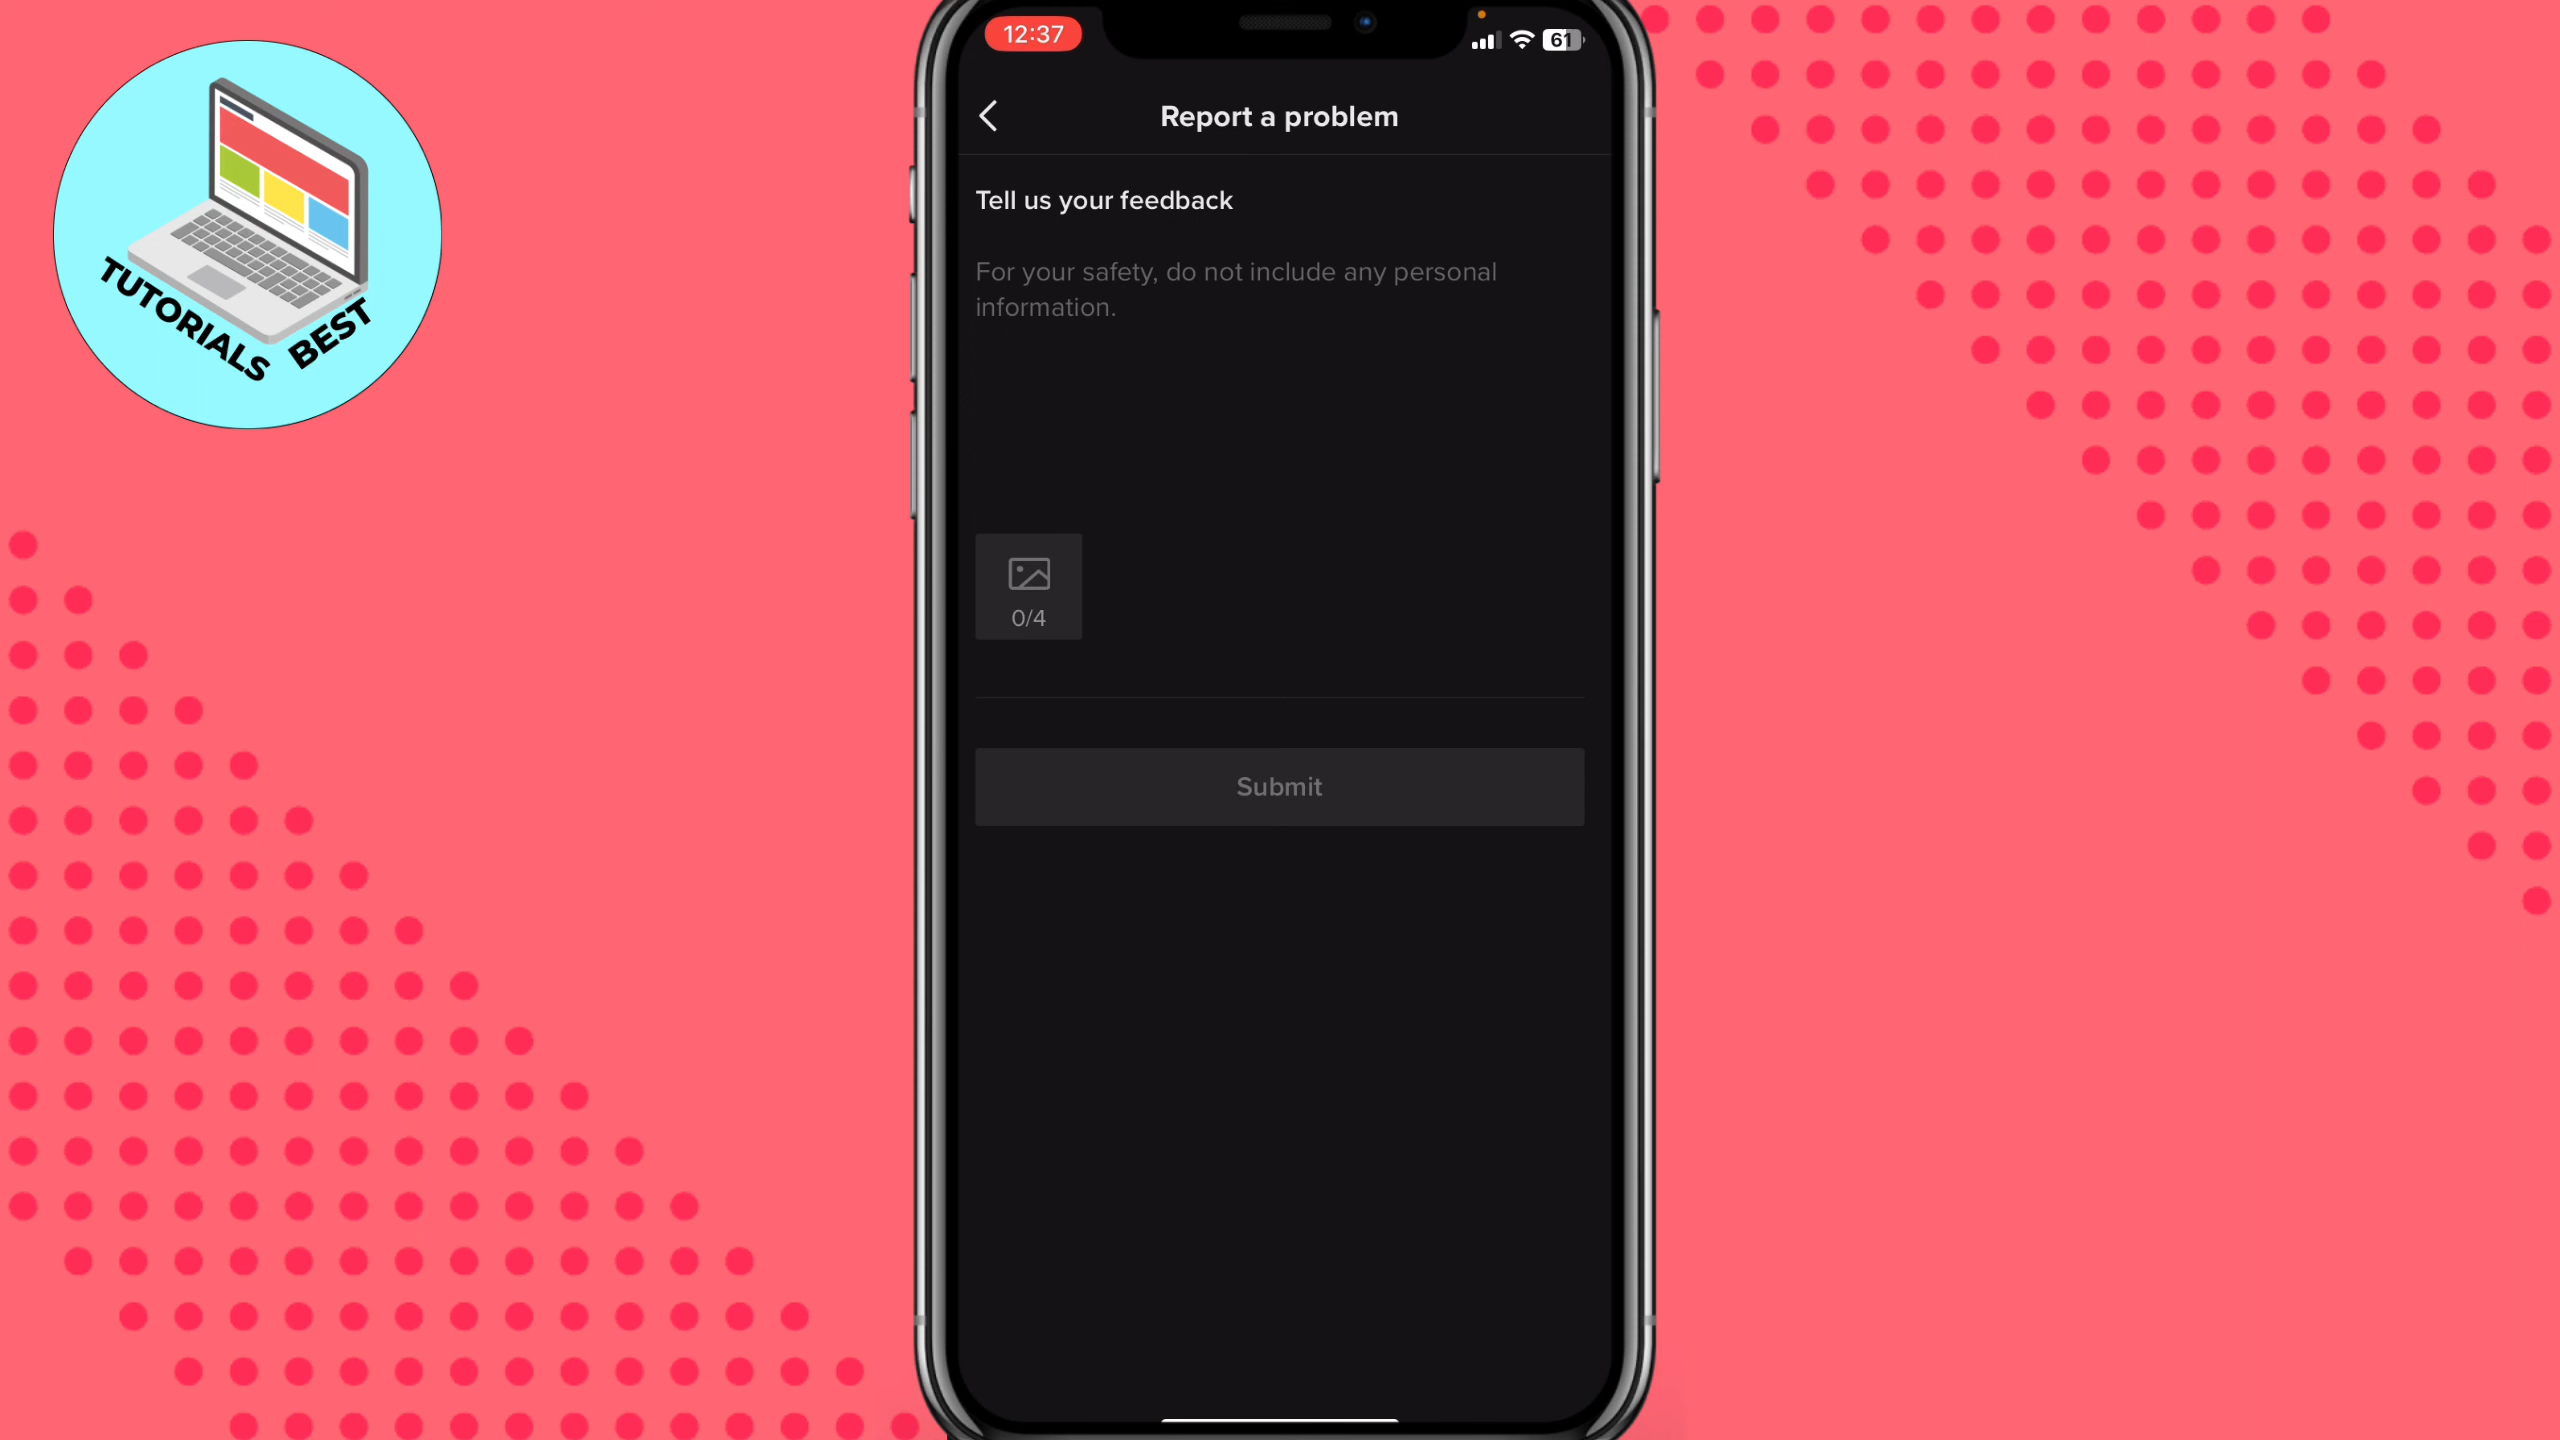 TUTORIALS BEST
12:37
61
Report a problem
Tell us your feedback
For your safety, do not include any personal
information.
0/4
Submit